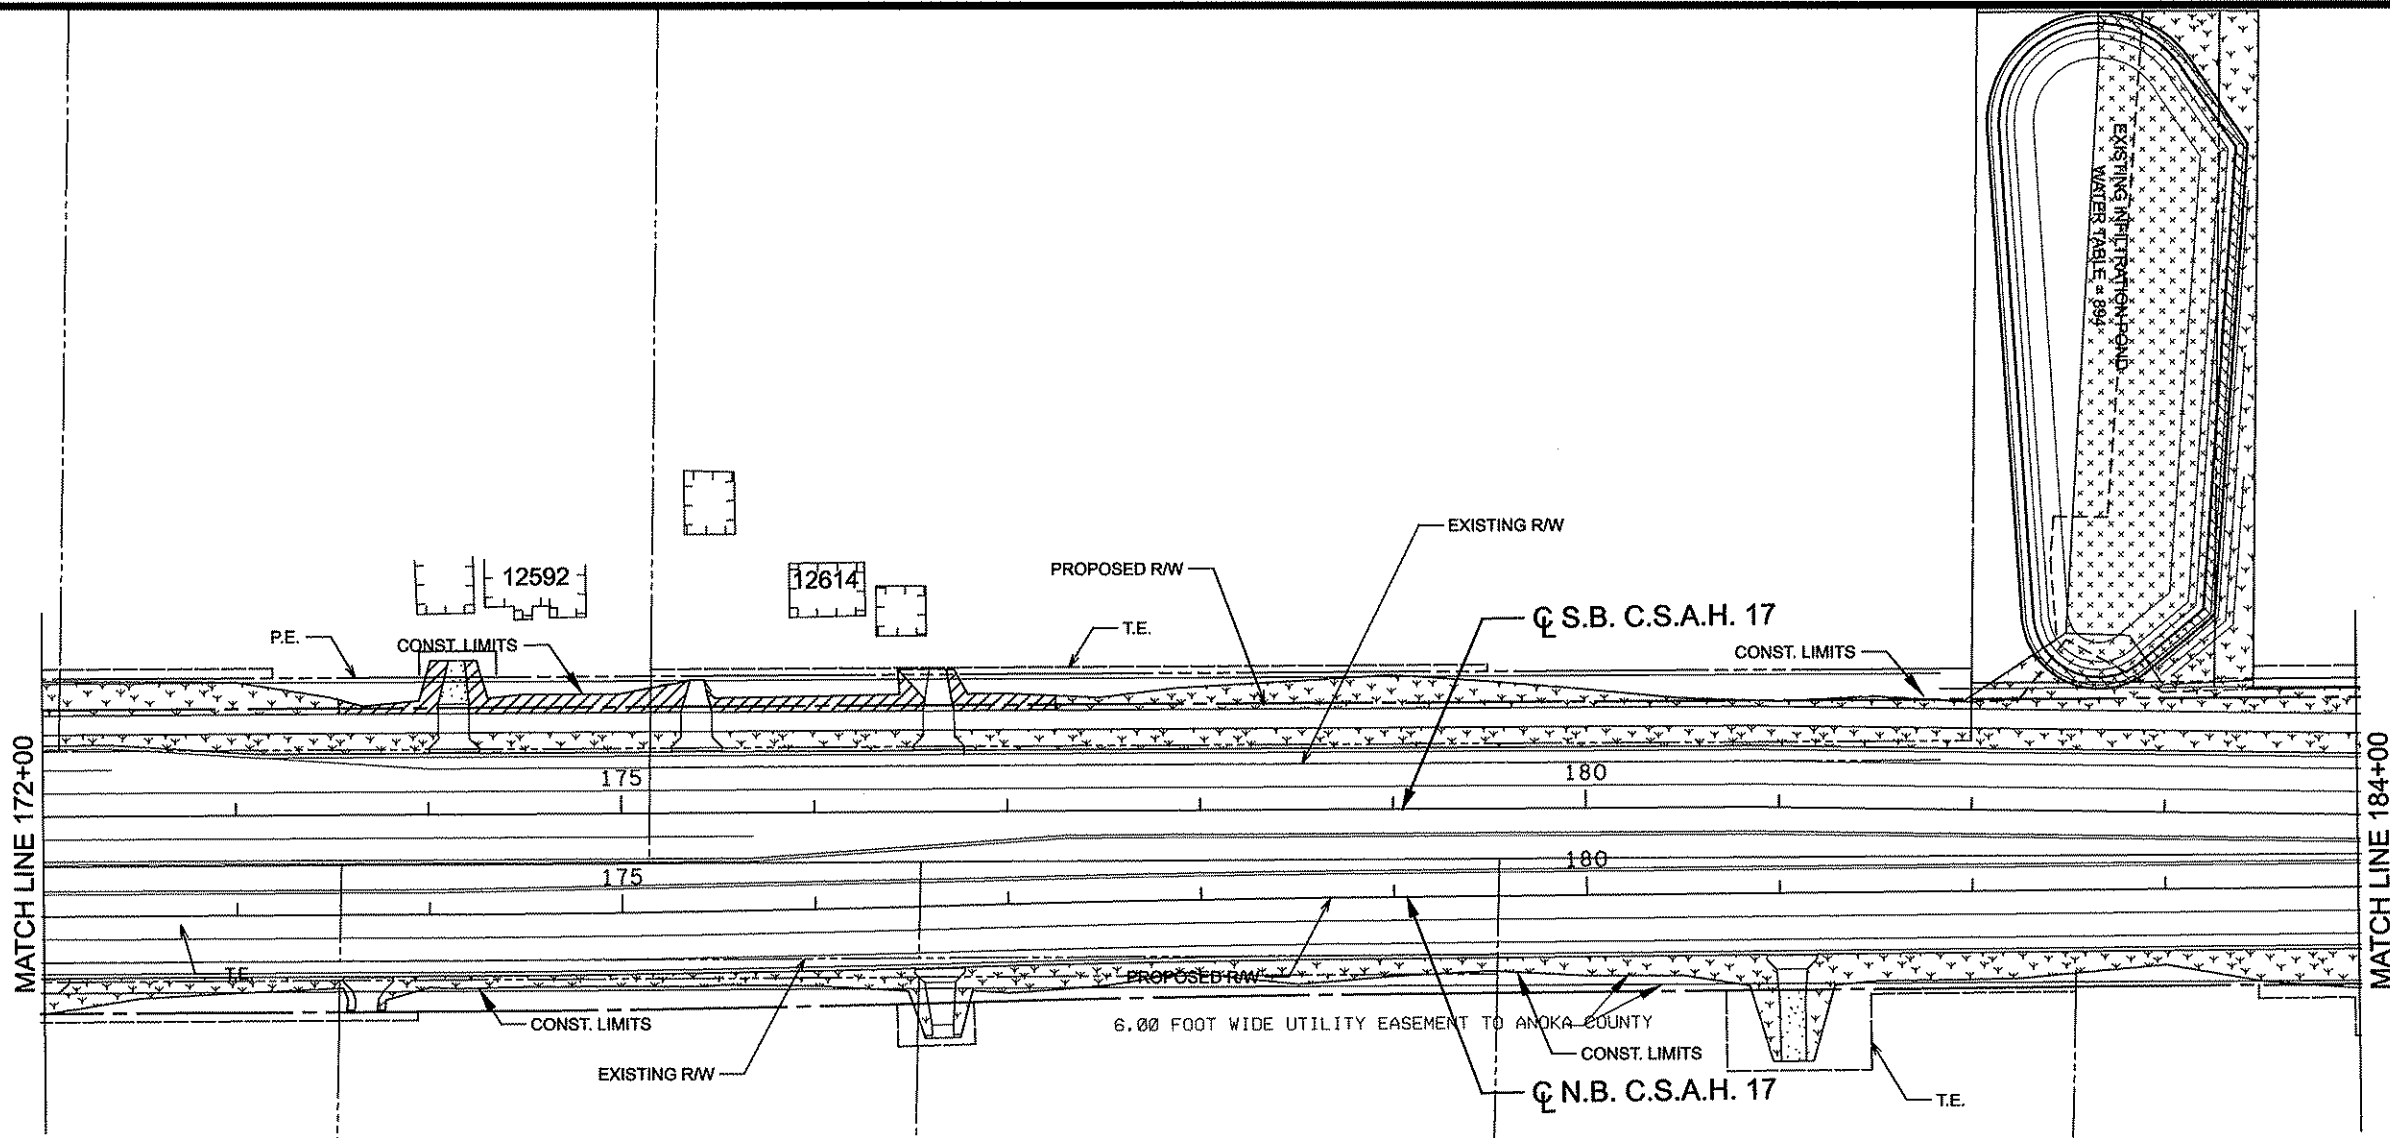 EXISTING INFILTRATION POND
WATER TABLE = 894
EXISTING R/W
12592
12614
PROPOSED R/W
℄ S.B. C.S.A.H. 17
P.E.
CONST. LIMITS
T.E.
CONST. LIMITS
175
180
MATCH LINE 172+00
MATCH LINE 184+00
175
180
T.E.
PROPOSED R/W
CONST. LIMITS
6.00 FOOT WIDE UTILITY EASEMENT TO ANOKA COUNTY
CONST. LIMITS
EXISTING R/W
℄ N.B. C.S.A.H. 17
T.E.